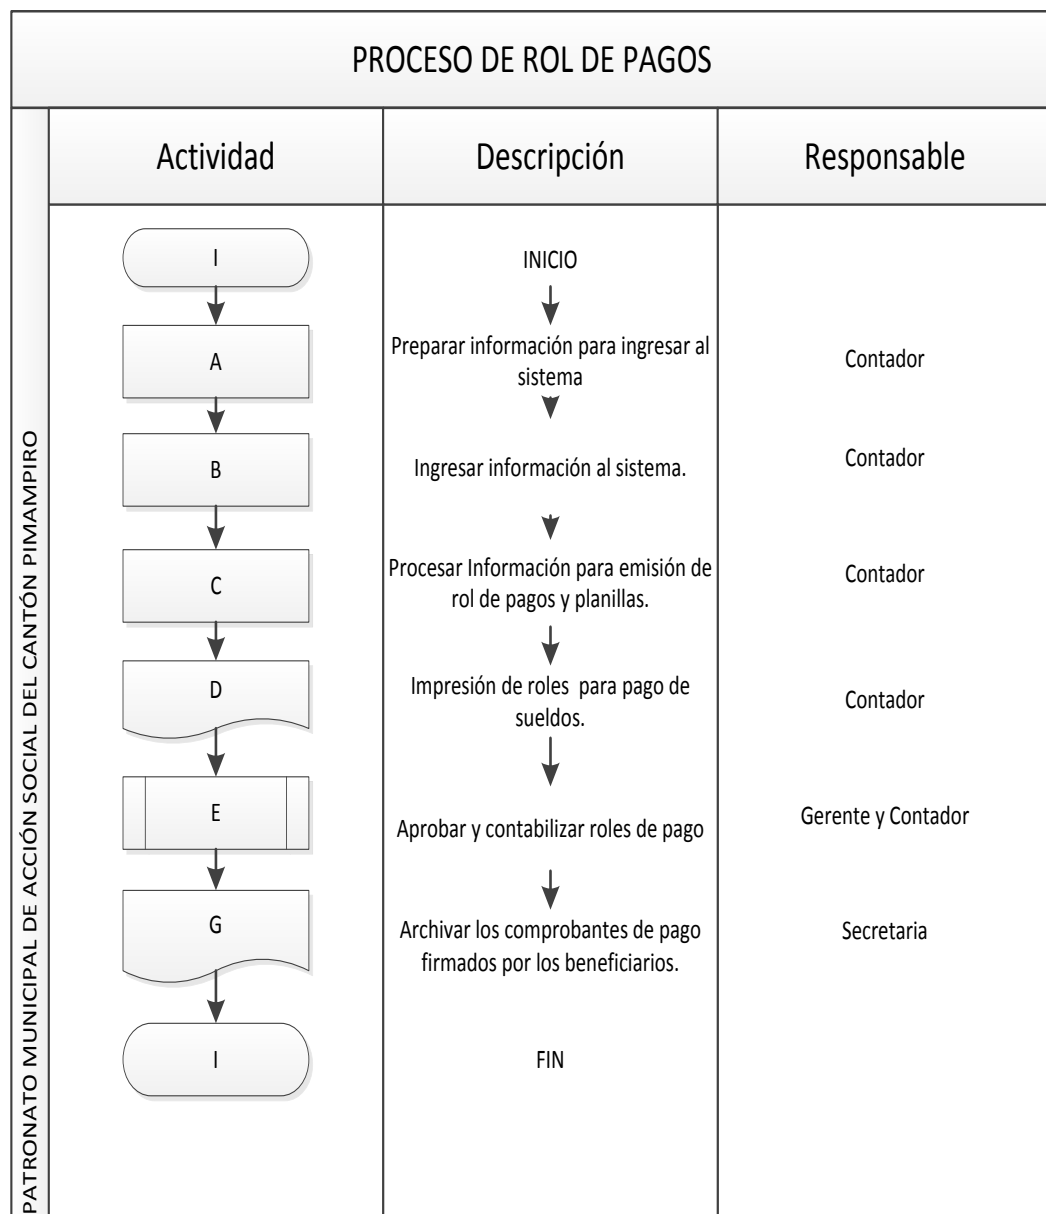 PROCESO DE ROL DE PAGOS
PATRONATO MUNICIPAL DE ACCIÓN SOCIAL DEL CANTÓN PIMAMPIRO
Actividad
Descripción
Responsable
I
INICIO
A
Preparar información para ingresar al
sistema
Contador
B
Ingresar información al sistema.
Contador
C
Procesar Información para emisión de
rol de pagos y planillas.
Contador
D
Impresión de roles para pago de
sueldos.
Contador
E
Aprobar y contabilizar roles de pago
Gerente y Contador
G
Archivar los comprobantes de pago
firmados por los beneficiarios.
Secretaria
I
FIN